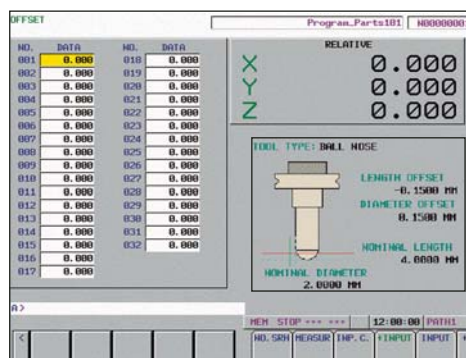 OFFSET
Program_Parts101 N0000000
NO. DATA NO. DATA
001 0.000 018 0.000
002 0.000 019 0.000
003 0.000 020 0.000
004 0.000 021 0.000
005 0.000 022 0.000
006 0.000 023 0.000
007 0.000 024 0.000
008 0.000 025 0.000
009 0.000 026 0.000
010 0.000 027 0.000
011 0.000 028 0.000
012 0.000 029 0.000
013 0.000 030 0.000
014 0.000 031 0.000
015 0.000 032 0.000
016 0.000
017 0.000
RELATIVE
X 0.000
Y 0.000
Z 0.000
TOOL TYPE: BALL NOSE
LENGTH OFFSET
-0.1500 MM
DIAMETER OFFSET
0.1500 MM
NOMINAL LENGTH
4.0000 MM
NOMINAL DIAMETER
2.0000 MM
A>
MEM STOP *** *** 12:00:00 PATH1
< NO.SRH MEASUR INP.C. +INPUT INPUT +